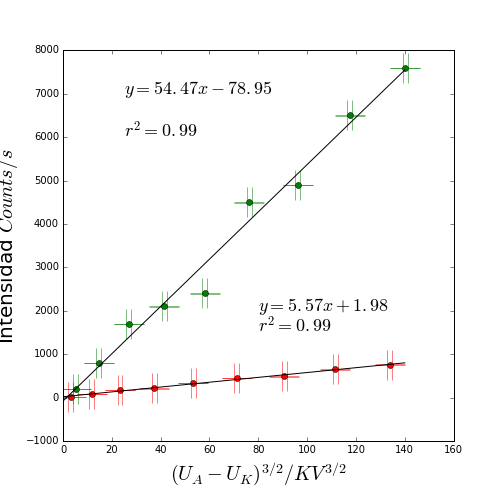 8000
7000
6000
5000
4000
3000
2000
1000
0
−1000
0 20 40 60 80 100 120 140 160
Intensidad Counts/s
(U_A − U_K)^{3/2}/KV^{3/2}
y = 54.47x − 78.95
r² = 0.99
y = 5.57x + 1.98
r² = 0.99